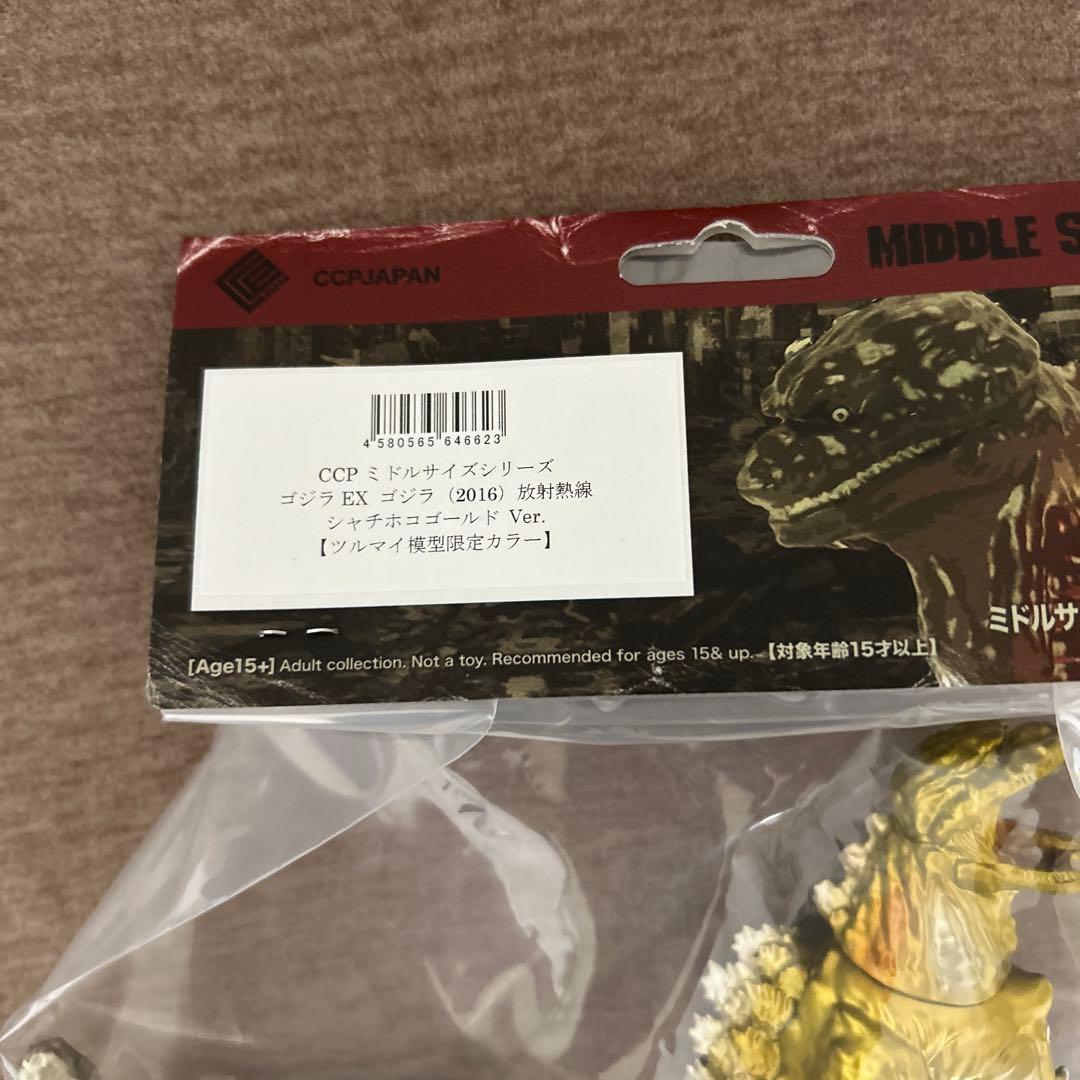 CCPJAPAN
MIDDLE S
4 580565 646623
CCP ミドルサイズシリーズ
ゴジラ EX ゴジラ（2016）放射熱線
シャチホコゴールド Ver.
【ツルマイ模型限定カラー】
ミドルサ
[Age15+] Adult collection. Not a toy. Recommended for ages 15& up. 【対象年齢15才以上】